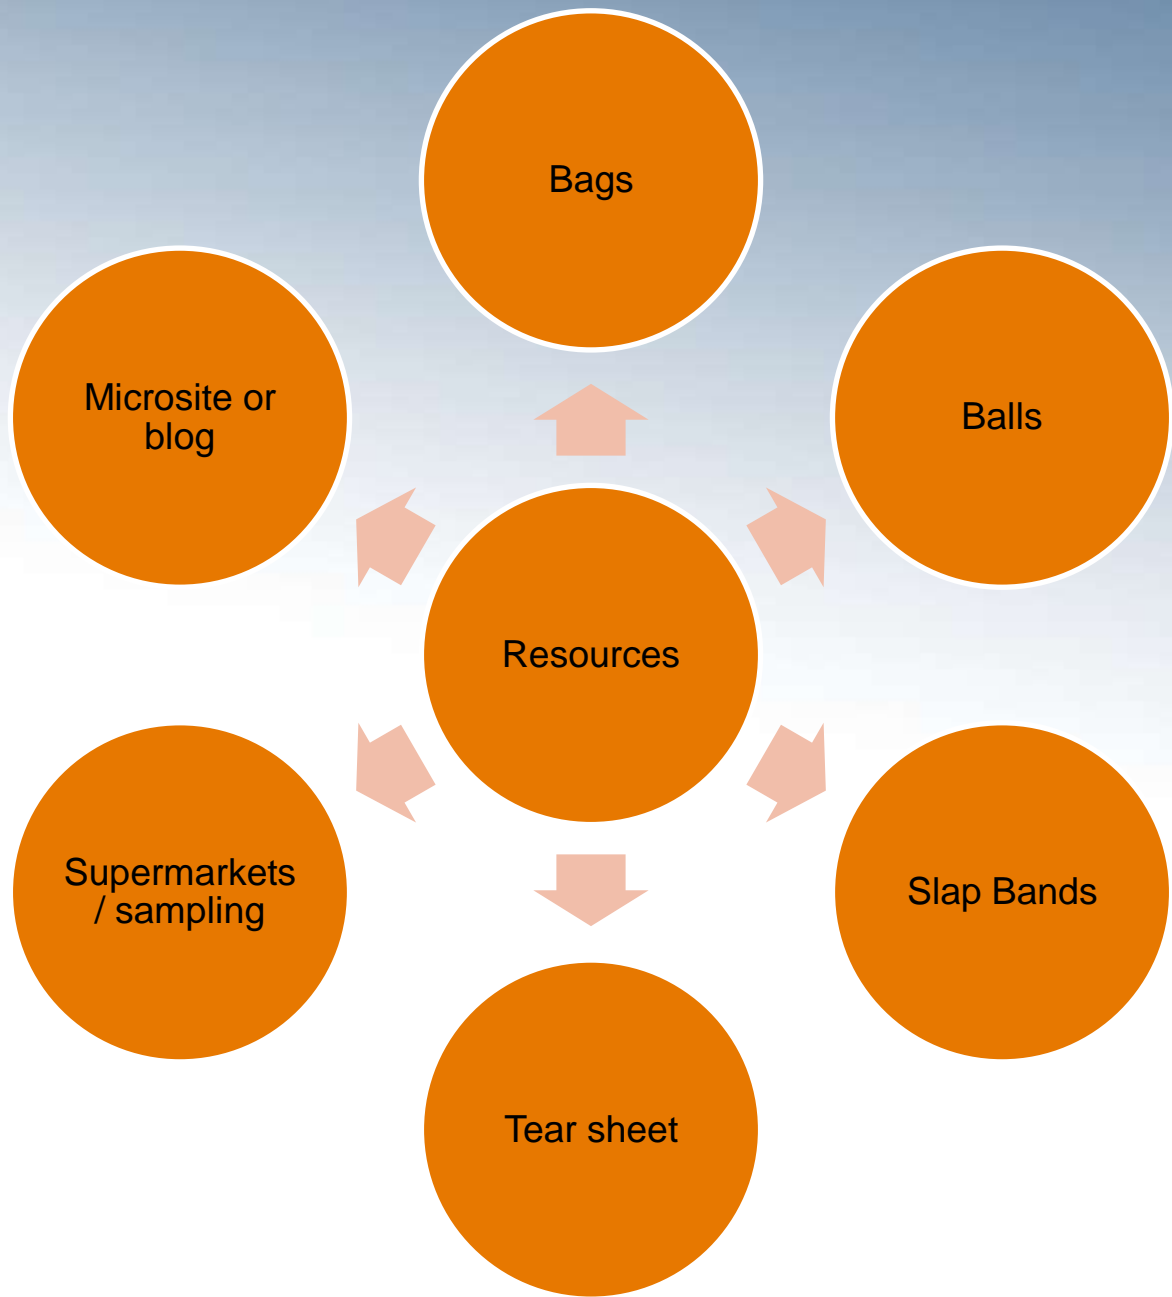 Bags
Microsite or
blog
Balls
Resources
Supermarkets
/ sampling
Slap Bands
Tear sheet